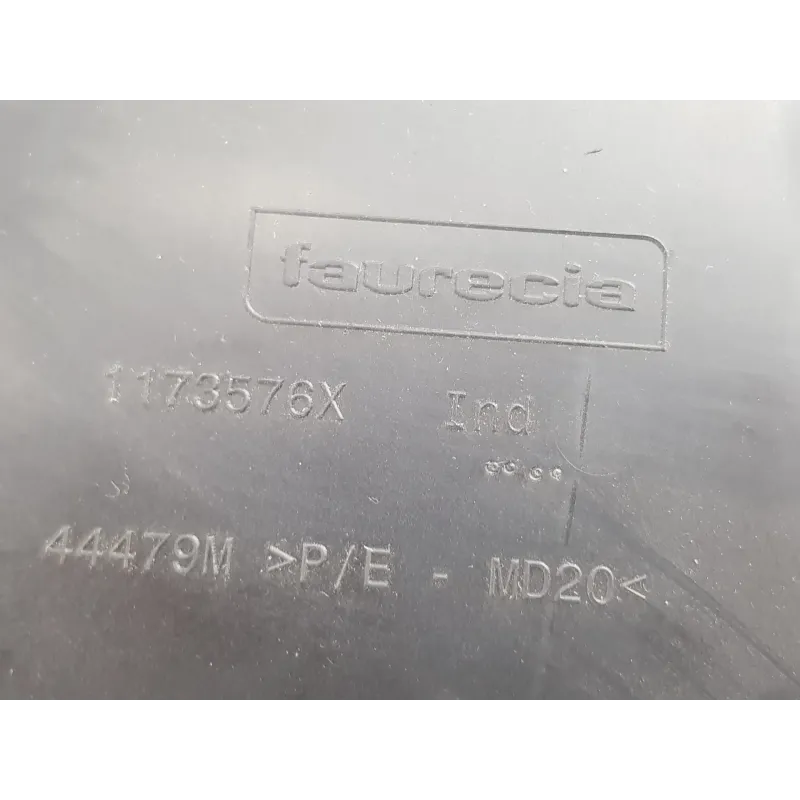 faurecia
1173576X Ind
44479M >P/E - MD20<